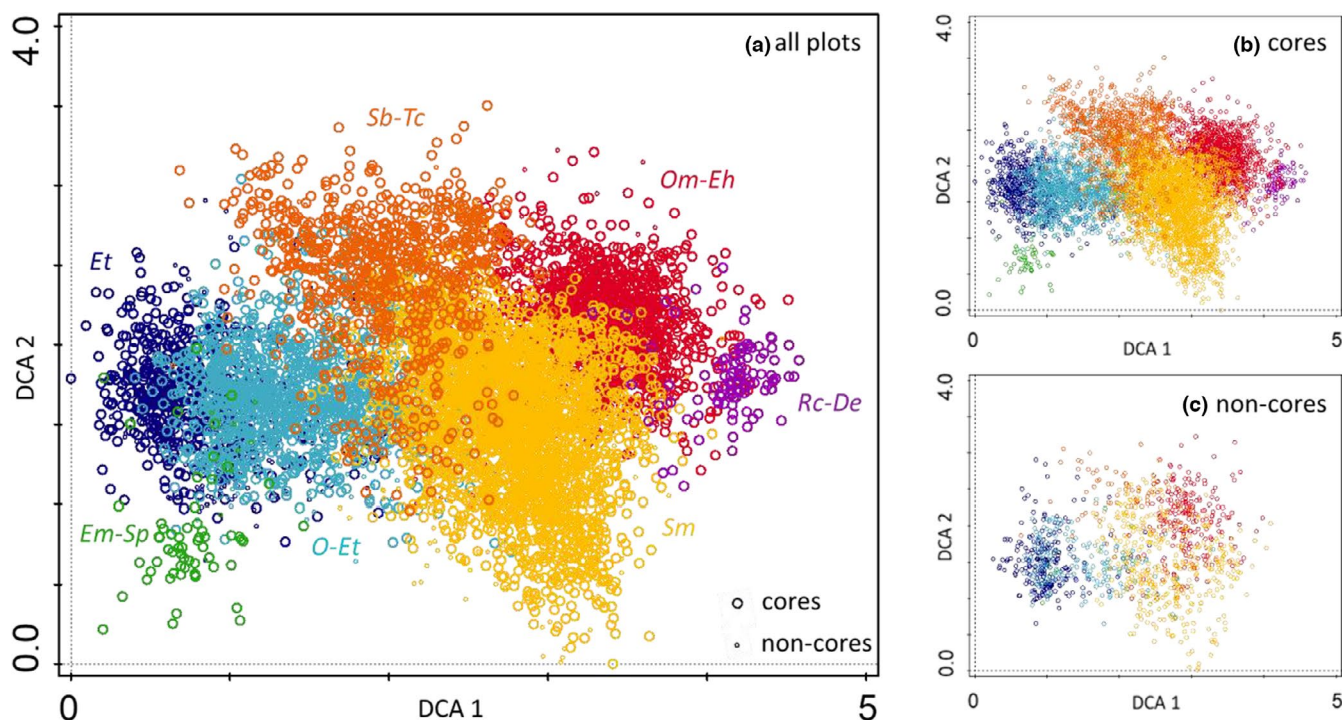 4.0
(a) all plots
Sb-Tc
Om-Eh
Et
DCA 2
Rc-De
Em-Sp
O-Et
Sm
cores
non-cores
0.0
0
DCA 1
5
4.0
(b) cores
DCA 2
0.0
0
DCA 1
5
4.0
(c) non-cores
DCA 2
0.0
0
DCA 1
5